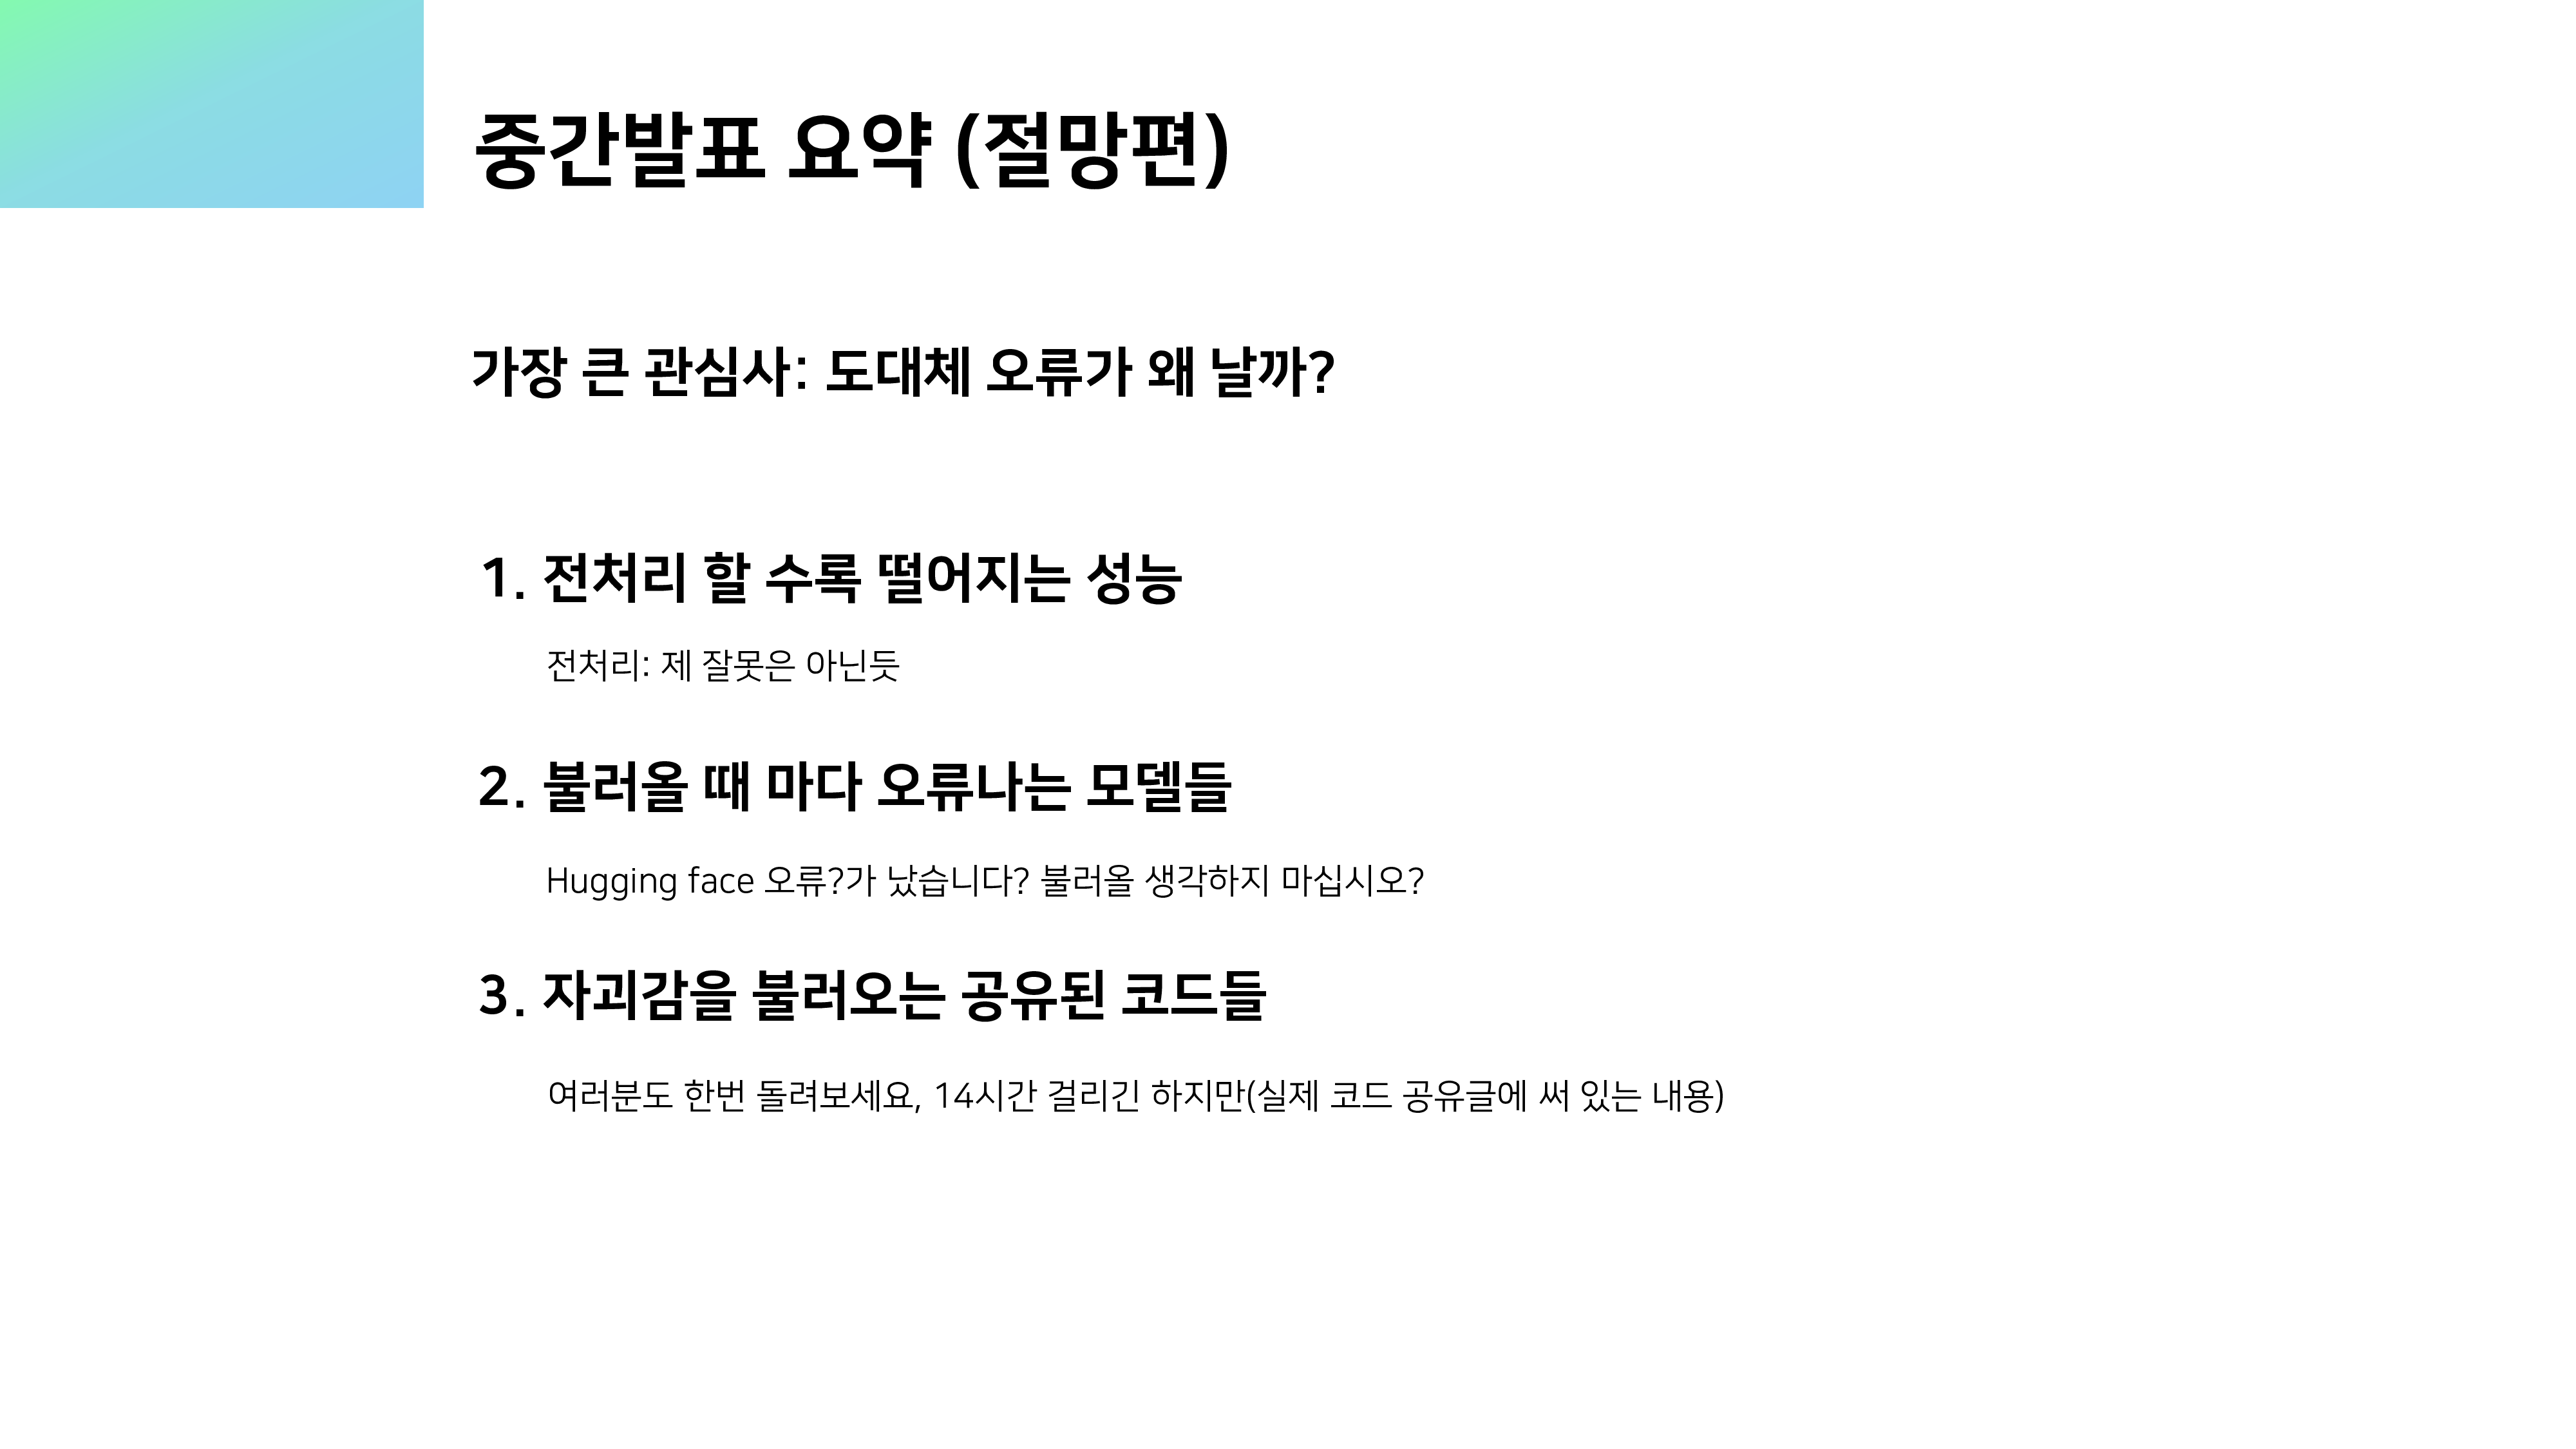 중간발표 요약 (절망편)
가장 큰 관심사: 도대체 오류가 왜 날까?
1. 전처리 할 수록 떨어지는 성능
전처리: 제 잘못은 아닌듯
2. 불러올 때 마다 오류나는 모델들
Hugging face 오류?가 났습니다? 불러올 생각하지 마십시오?
3. 자괴감을 불러오는 공유된 코드들
여러분도 한번 돌려보세요, 14시간 걸리긴 하지만(실제 코드 공유글에 써 있는 내용)